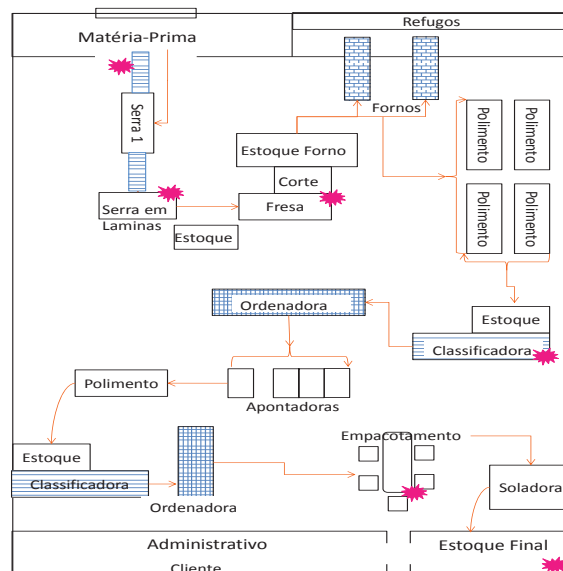 Refugos
Matéria-Prima
Fornos
Serra 1
Polimento
Polimento
Estoque Forno
Corte
Serra em
Laminas
Fresa
Polimento
Polimento
Estoque
Ordenadora
Estoque
Classificadora
Polimento
Apontadoras
Empacotamento
Estoque
Classificadora
Soladora
Ordenadora
Administrativo
Estoque Final
Cliente